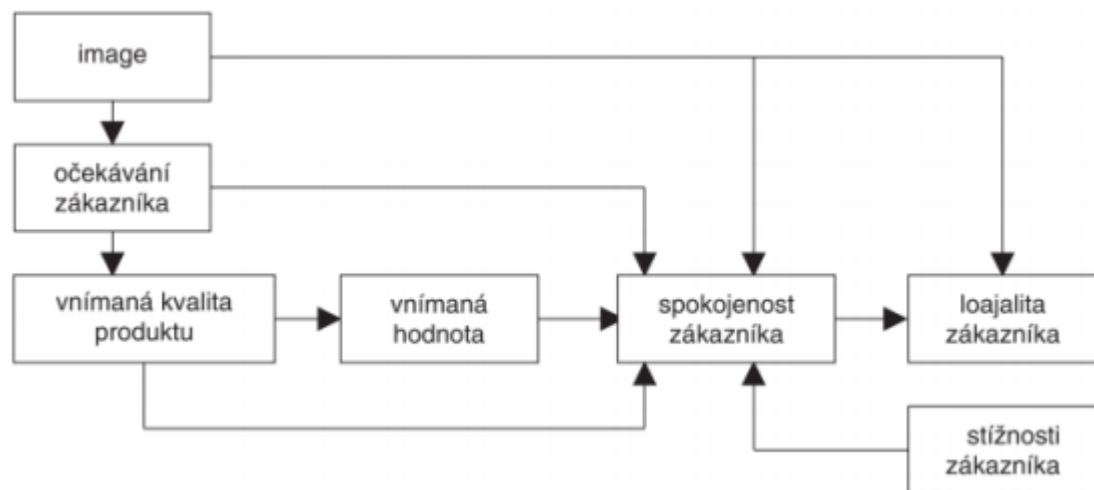 image
očekávání
zákazníka
vnímaná kvalita
produktu
vnímaná
hodnota
spokojenost
zákazníka
loajalita
zákazníka
stížnosti
zákazníka